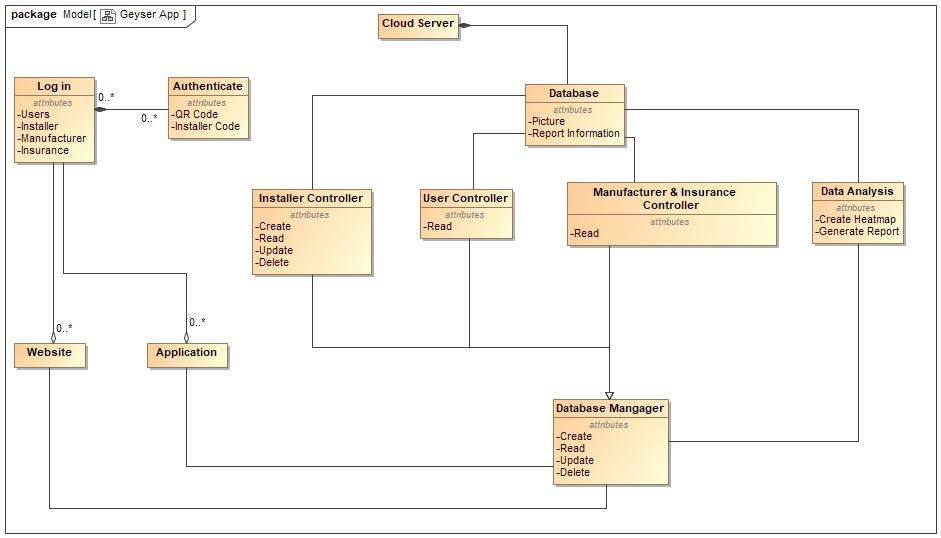 package Model [ Geyser App ]
Cloud Server
Log in
attributes
-Users
-Installer
-Manufacturer
-Insurance
0..*
0..*
Authenticate
attributes
-QR Code
-Installer Code
Database
attributes
-Picture
-Report Information
Installer Controller
attributes
-Create
-Read
-Update
-Delete
User Controller
attributes
-Read
Manufacturer & Insurance
Controller
attributes
-Read
Data Analysis
attributes
-Create Heatmap
-Generate Report
0..*
Website
0..*
Application
Database Mangager
attributes
-Create
-Read
-Update
-Delete